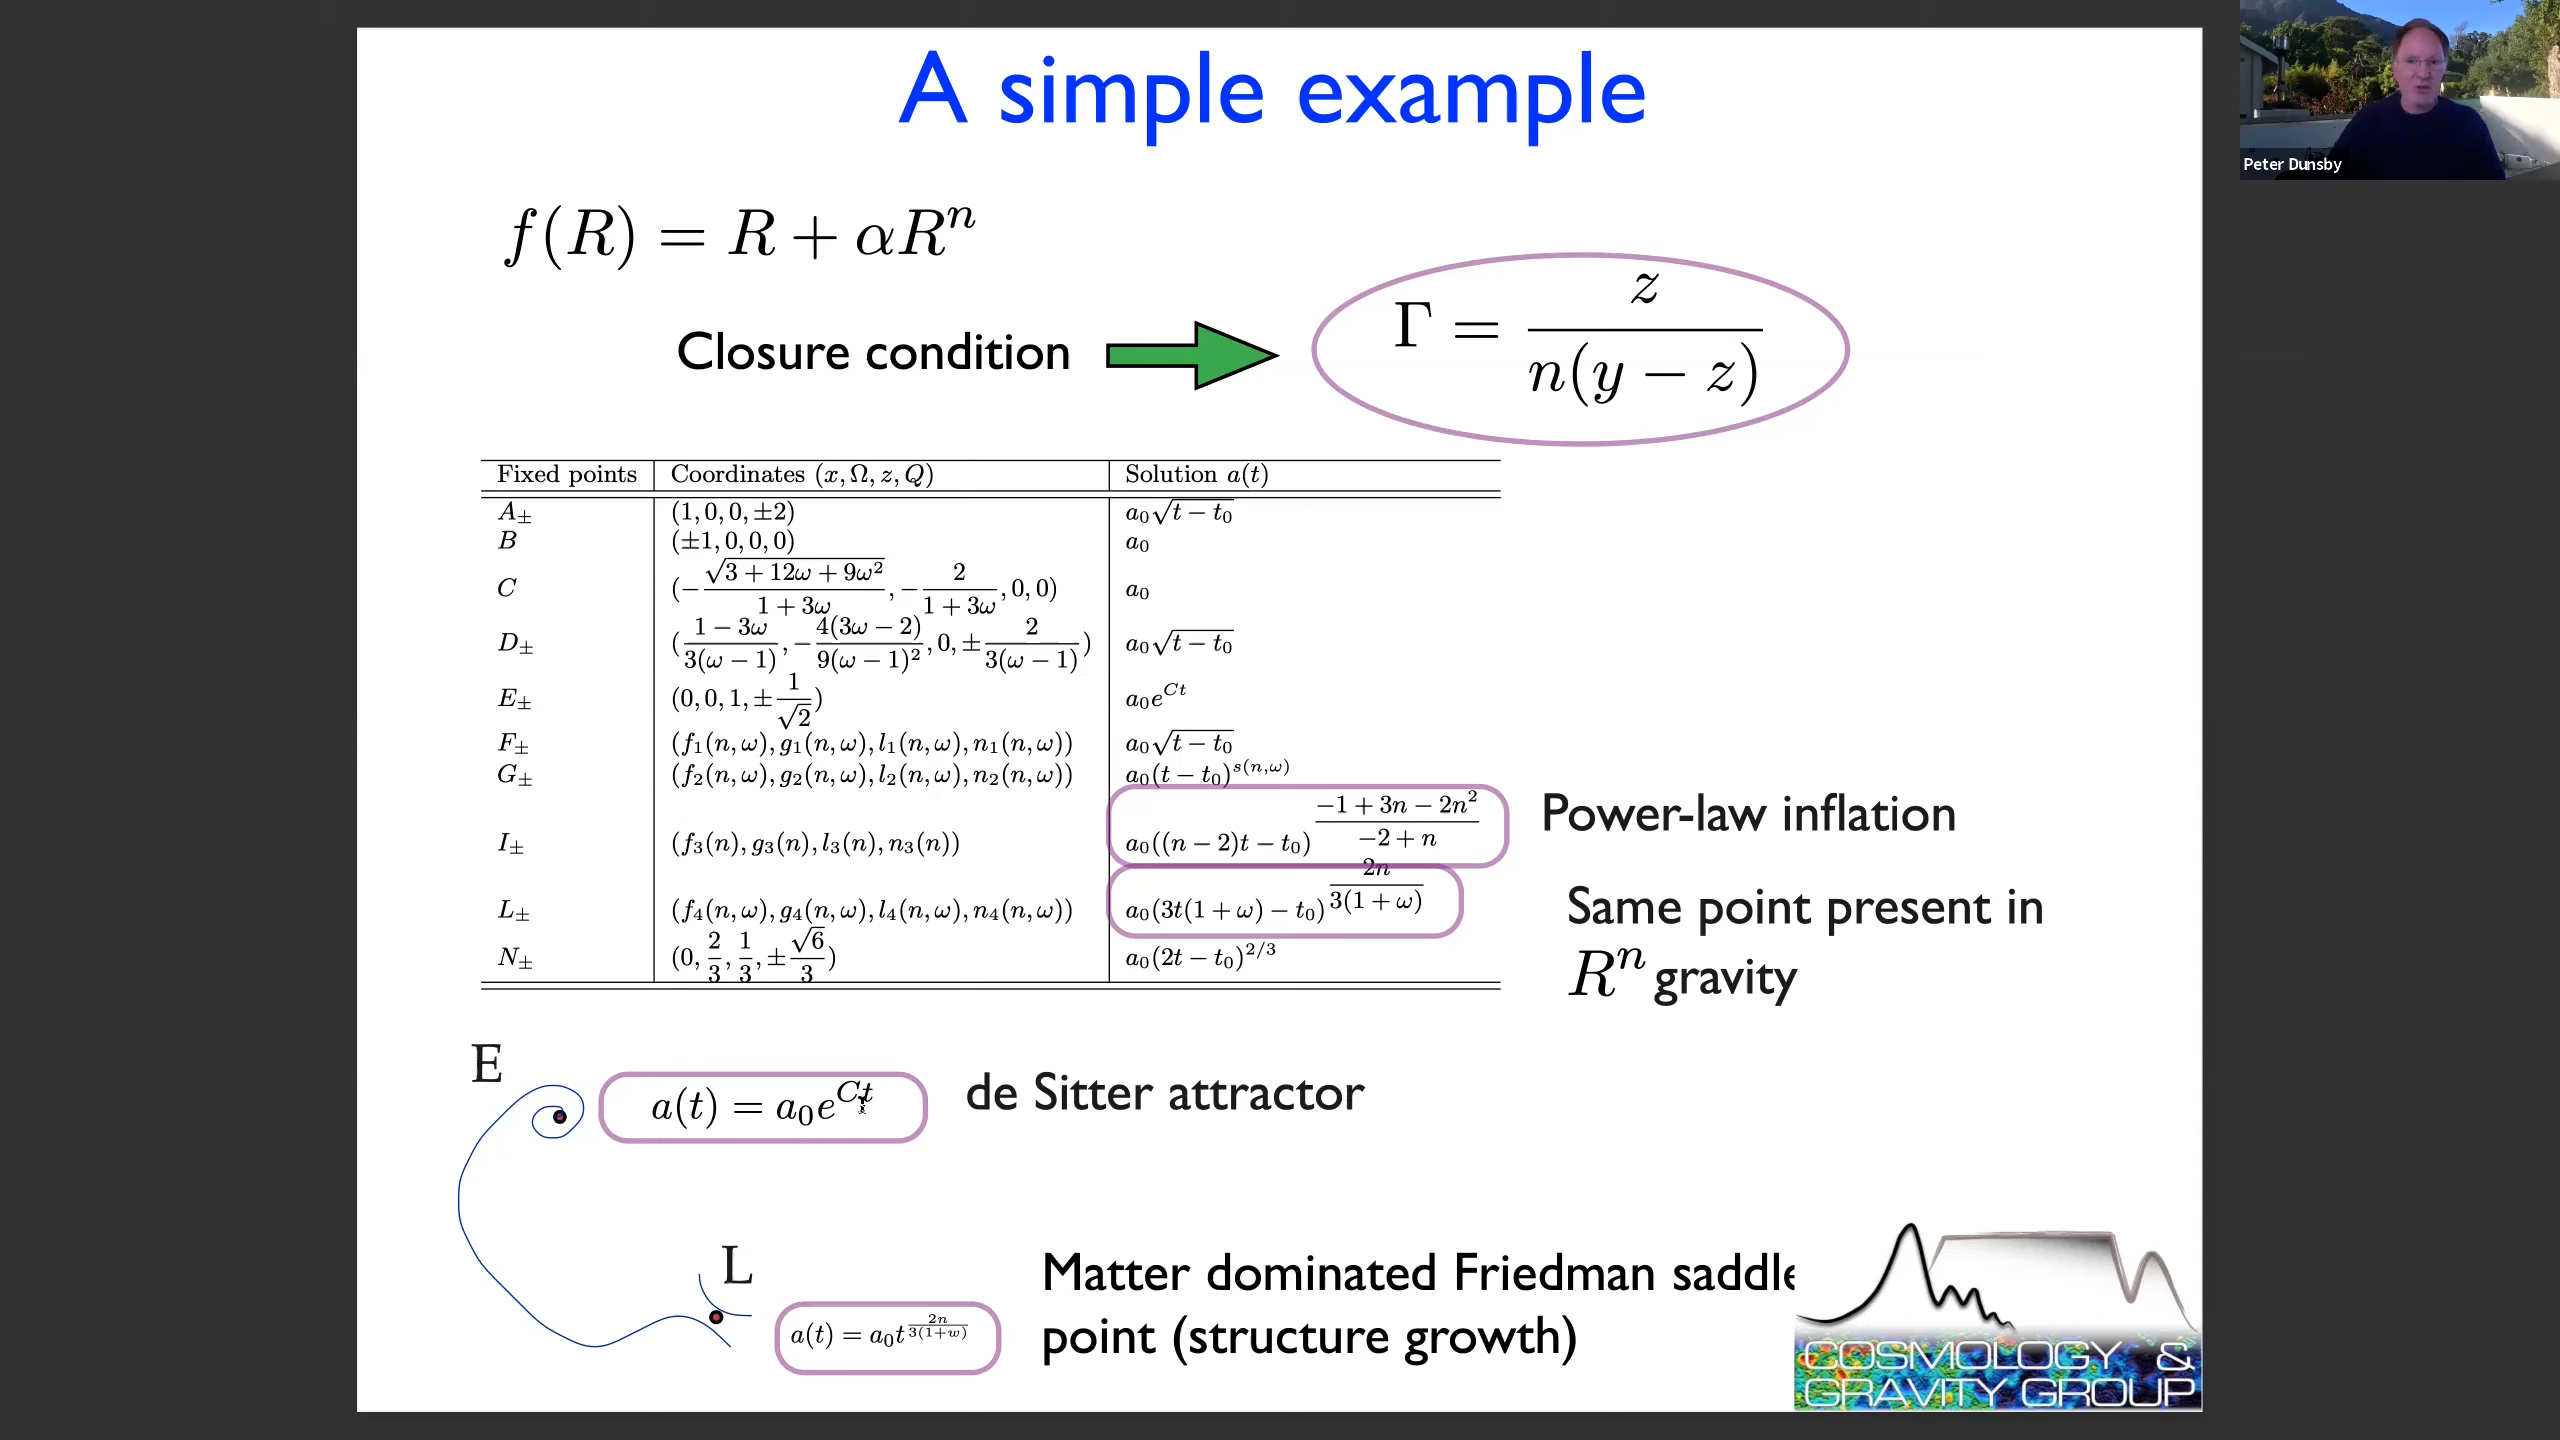 A simple example
Peter Dunsby
f(R) = R + αRⁿ
Closure condition
Γ = z / n(y − z)
Fixed points | Coordinates (x, Ω, z, Q) | Solution a(t)
A± | (1, 0, 0, ±2) | a₀√(t − t₀)
B | (±1, 0, 0, 0) | a₀
C | (−√(3 + 12ω + 9ω²) / (1 + 3ω), −2 / (1 + 3ω), 0, 0) | a₀
D± | ((1 − 3ω) / 3(ω − 1), −4(3ω − 2) / 9(ω − 1)², 0, ±2 / 3(ω − 1)) | a₀√(t − t₀)
E± | (0, 0, 1, ±1/√2) | a₀e^{Ct}
F± | (f₁(n, ω), g₁(n, ω), l₁(n, ω), n₁(n, ω)) | a₀√(t − t₀)
G± | (f₂(n, ω), g₂(n, ω), l₂(n, ω), n₂(n, ω)) | a₀(t − t₀)^{s(n,ω)}
I± | (f₃(n), g₃(n), l₃(n), n₃(n)) | a₀((n − 2)t − t₀)^{(−1 + 3n − 2n²) / (−2 + n)}
Power-law inflation
L± | (f₄(n, ω), g₄(n, ω), l₄(n, ω), n₄(n, ω)) | a₀(3t(1 + ω) − t₀)^{2n / 3(1 + ω)}
Same point present in
Rⁿ gravity
N± | (0, 2/3, 1/3, ±√6/3) | a₀(2t − t₀)^{2/3}
E
a(t) = a₀e^{Ct}
de Sitter attractor
L
a(t) = a₀t^{2n / 3(1+w)}
Matter dominated Friedman saddle
point (structure growth)
COSMOLOGY &
GRAVITY GROUP